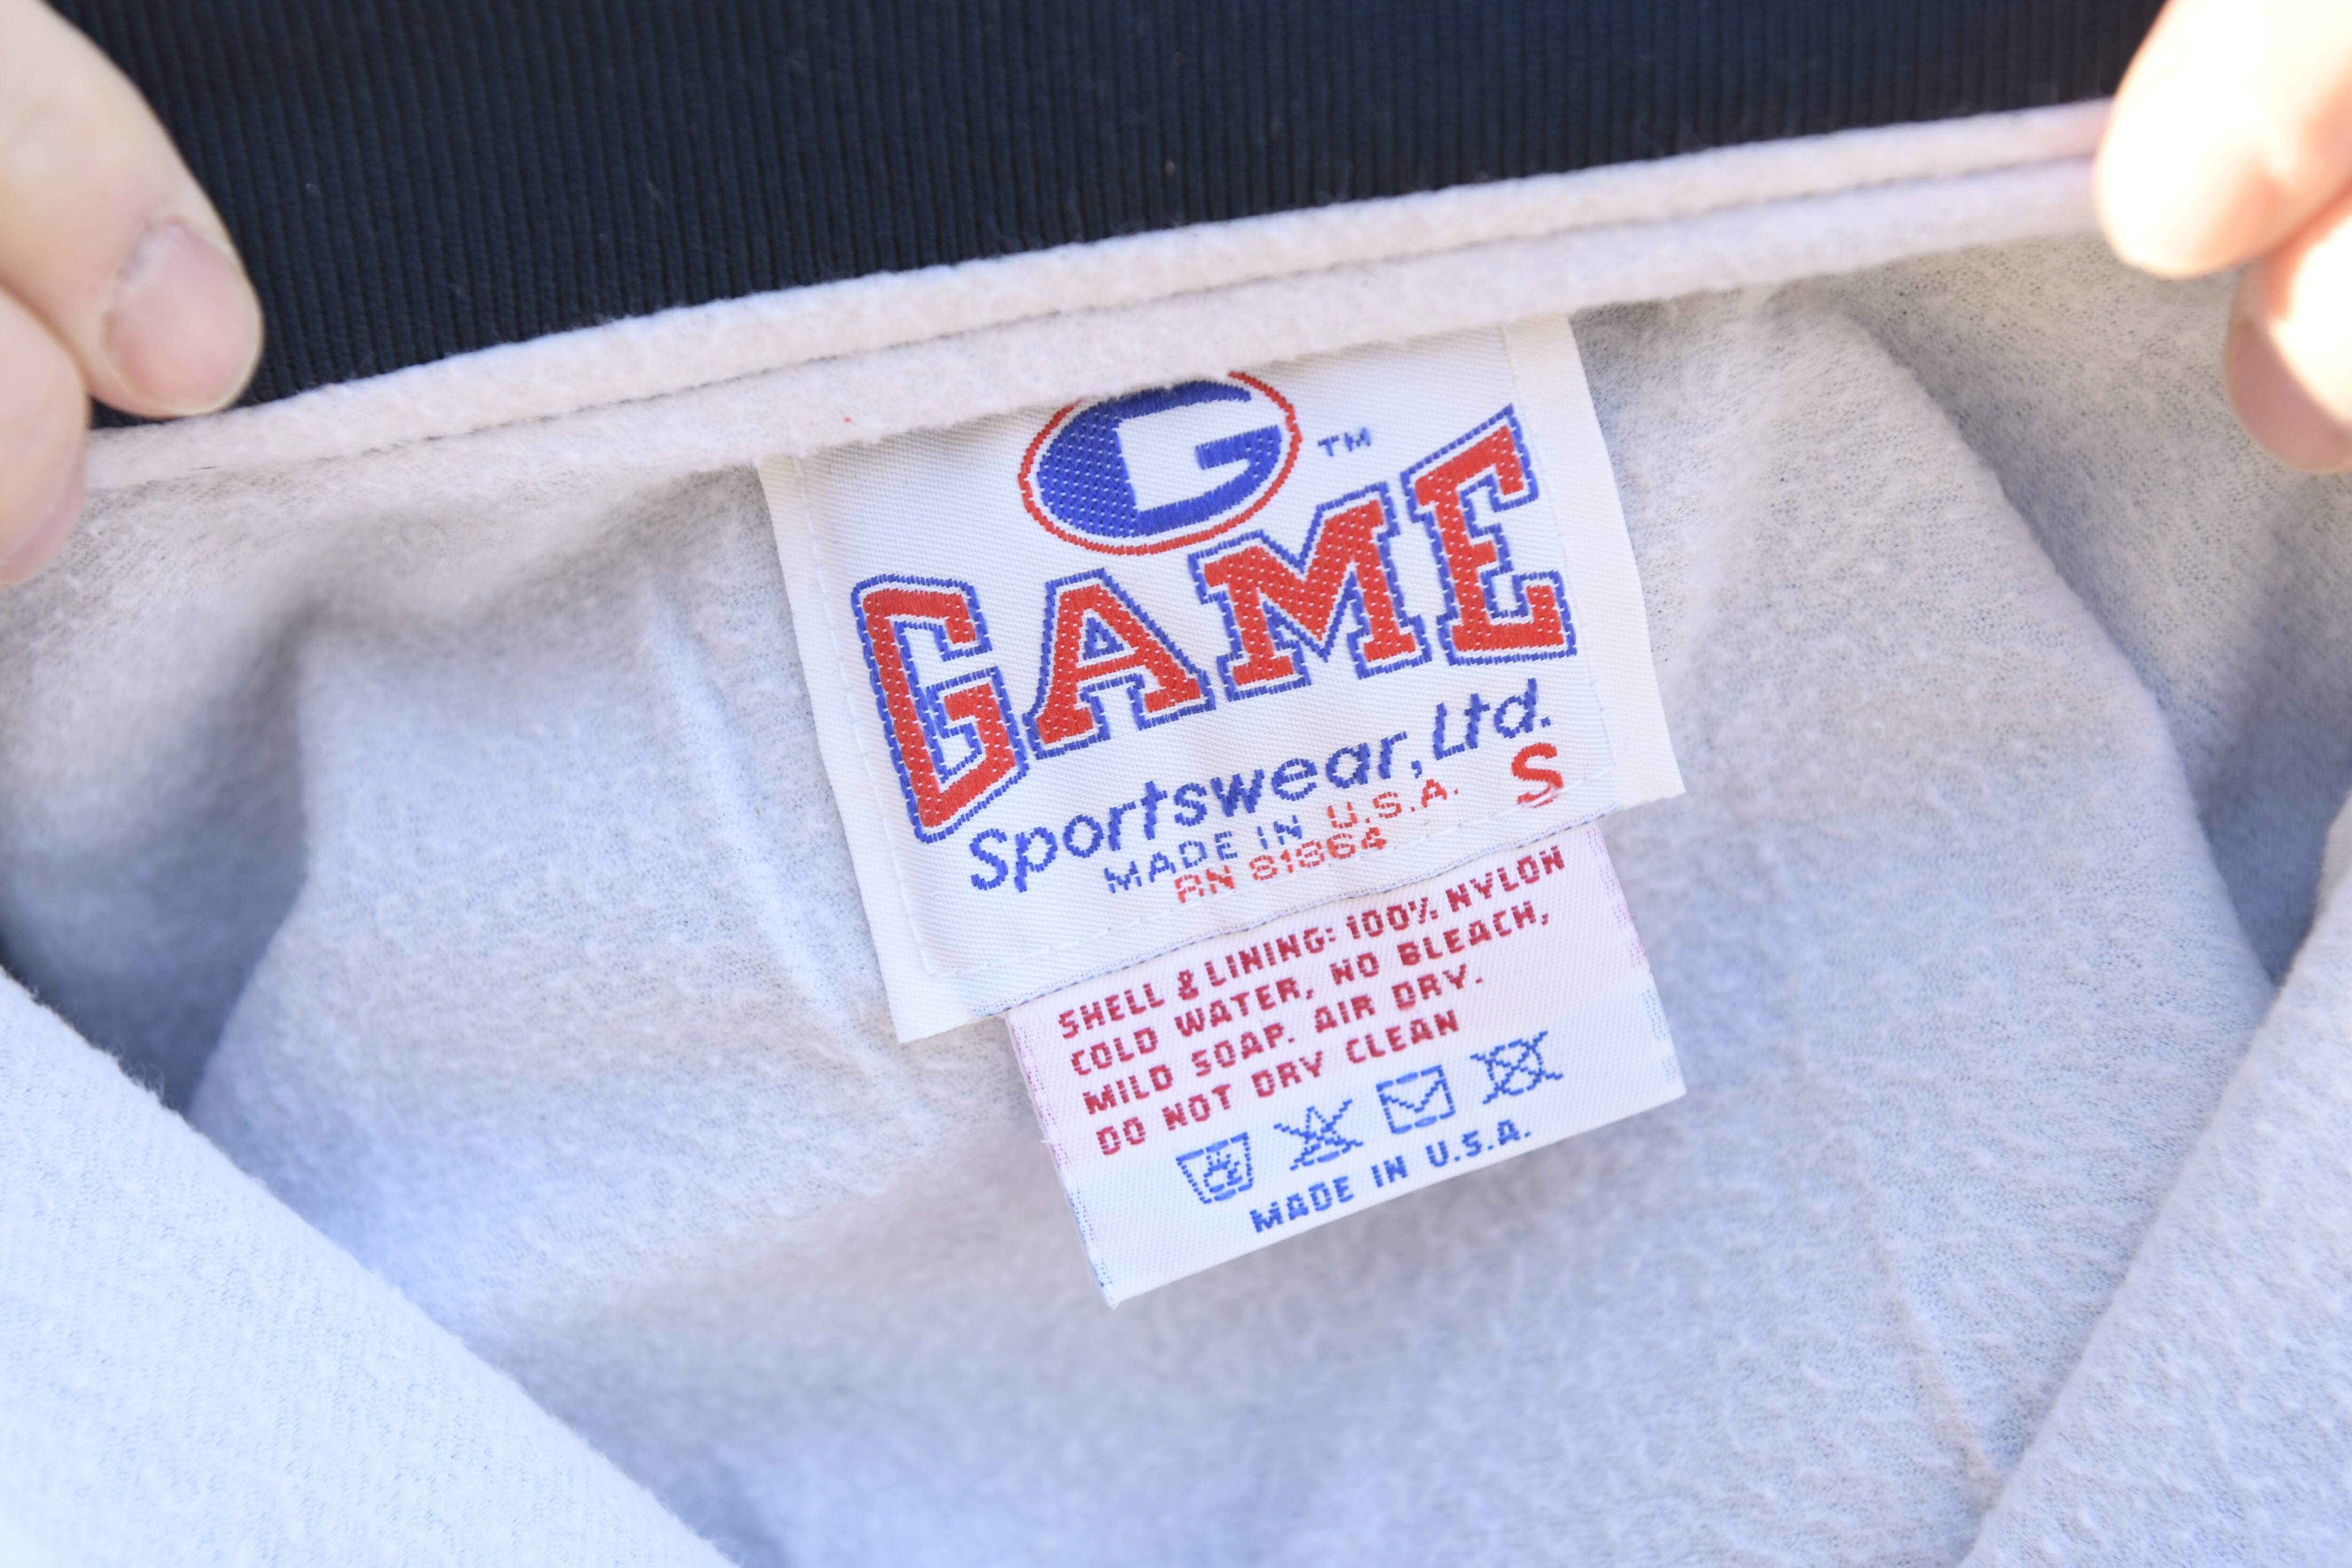 G ™
GAME
Sportswear, Ltd.
MADE IN U.S.A. S
RN 81364
SHELL & LINING: 100% NYLON
COLD WATER, NO BLEACH,
MILD SOAP. AIR DRY.
DO NOT DRY CLEAN
MADE IN U.S.A.